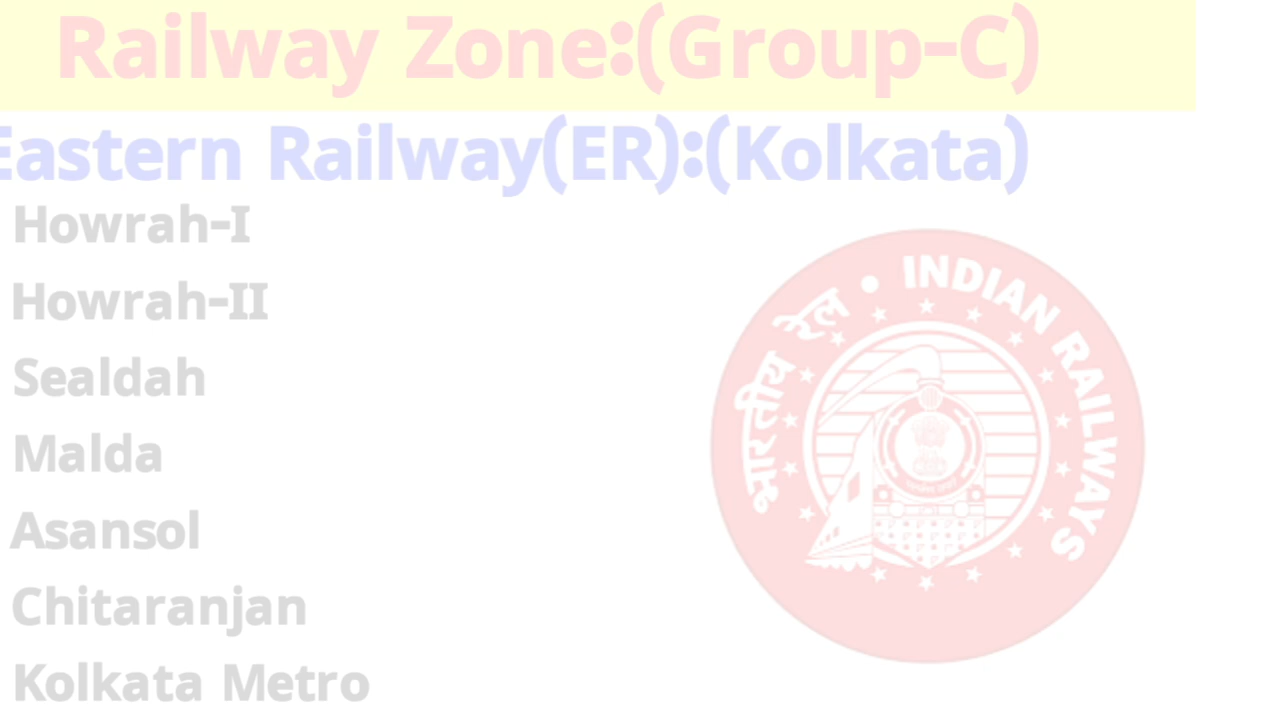 Railway Zone:(Group-C)
Eastern Railway(ER):(Kolkata)
Howrah-I
Howrah-II
Sealdah
Malda
Asansol
Chitaranjan
Kolkata Metro
भारतीय रेल • INDIAN RAILWAYS